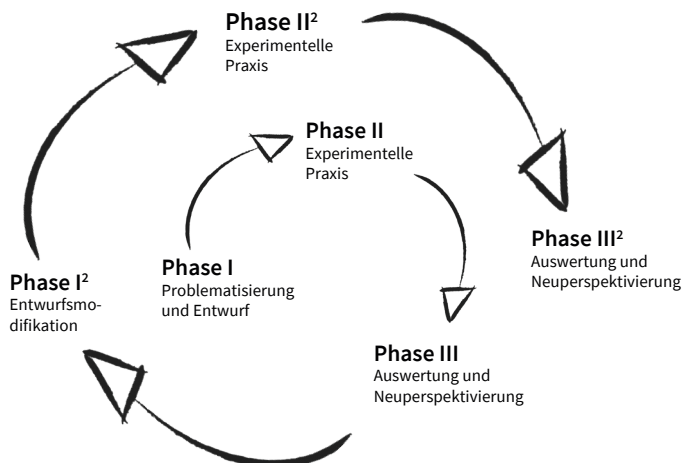 Phase II²
Experimentelle
Praxis
Phase II
Experimentelle
Praxis
Phase III²
Auswertung und
Neuperspektivierung
Phase I
Problematisierung
und Entwurf
Phase I²
Entwurfsmo-
difikation
Phase III
Auswertung und
Neuperspektivierung